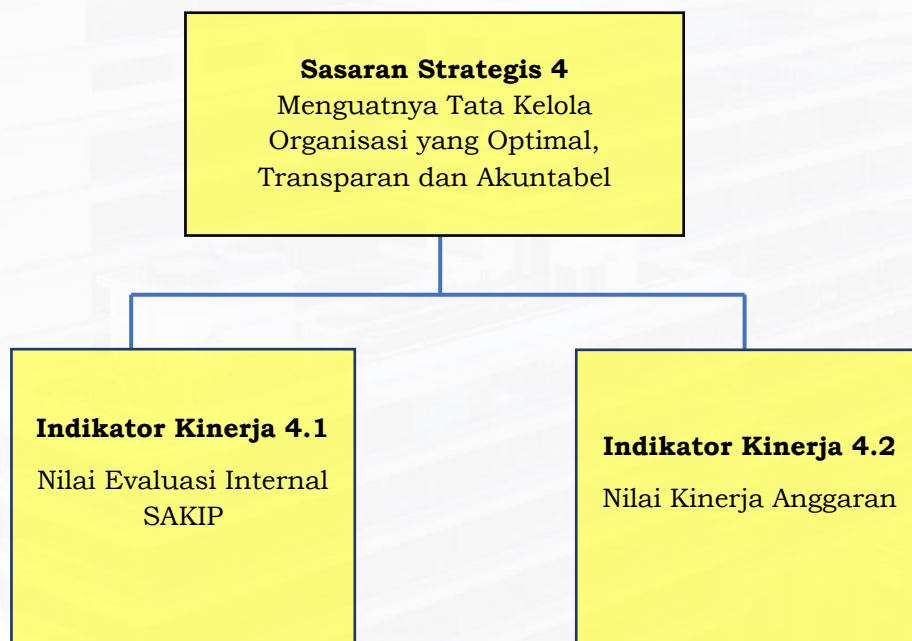 Sasaran Strategis 4
Menguatnya Tata Kelola
Organisasi yang Optimal,
Transparan dan Akuntabel
Indikator Kinerja 4.1
Nilai Evaluasi Internal
SAKIP
Indikator Kinerja 4.2
Nilai Kinerja Anggaran